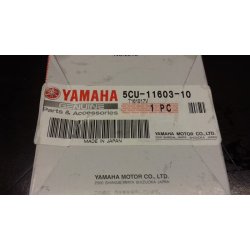 YAMAHA 5CU-11603-10
GENUINE
Parts & Accessories 1 PC
YAMAHA MOTOR CO., LTD.
MADE IN JAPAN
YAMAHA MOTOR CO., LTD.